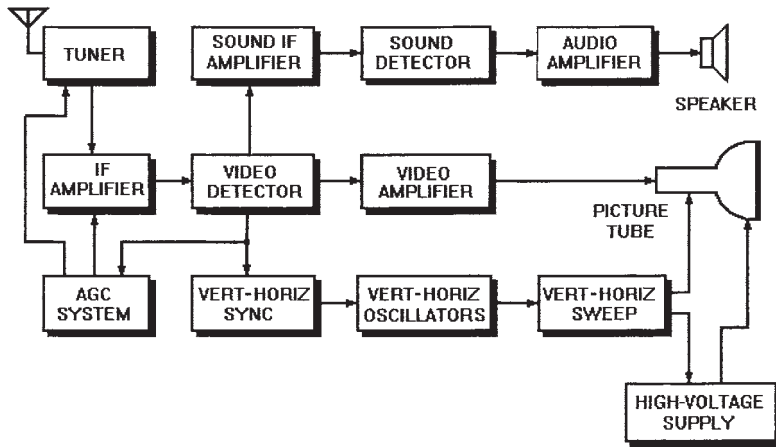 TUNER
SOUND IF
AMPLIFIER
SOUND
DETECTOR
AUDIO
AMPLIFIER
SPEAKER
IF
AMPLIFIER
VIDEO
DETECTOR
VIDEO
AMPLIFIER
PICTURE
TUBE
AGC
SYSTEM
VERT-HORIZ
SYNC
VERT-HORIZ
OSCILLATORS
VERT-HORIZ
SWEEP
HIGH-VOLTAGE
SUPPLY